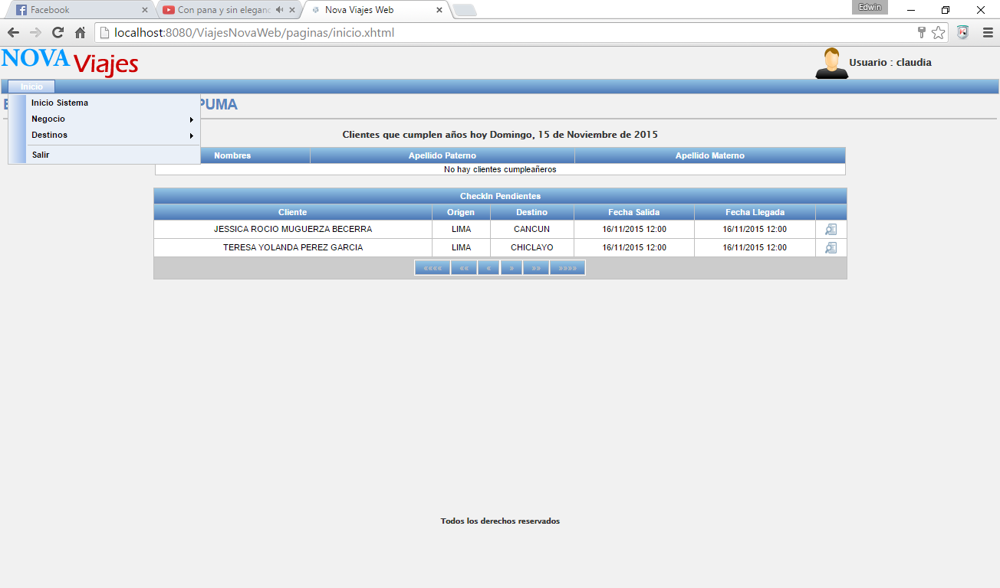 Facebook
Con pana y sin eleganc
Nova Viajes Web
Edwin
localhost:8080/ViajesNovaWeb/paginas/inicio.xhtml
NOVA Viajes
Usuario : claudia
Inicio
PUMA
Inicio Sistema
Negocio
Destinos
Salir
Clientes que cumplen años hoy Domingo, 15 de Noviembre de 2015
Nombres Apellido Paterno Apellido Materno
No hay clientes cumpleañeros
CheckIn Pendientes
Cliente Origen Destino Fecha Salida Fecha Llegada
JESSICA ROCIO MUGUERZA BECERRA LIMA CANCUN 16/11/2015 12:00 16/11/2015 12:00
TERESA YOLANDA PEREZ GARCIA LIMA CHICLAYO 16/11/2015 12:00 16/11/2015 12:00
«««« «« « » »» »»»»
Todos los derechos reservados